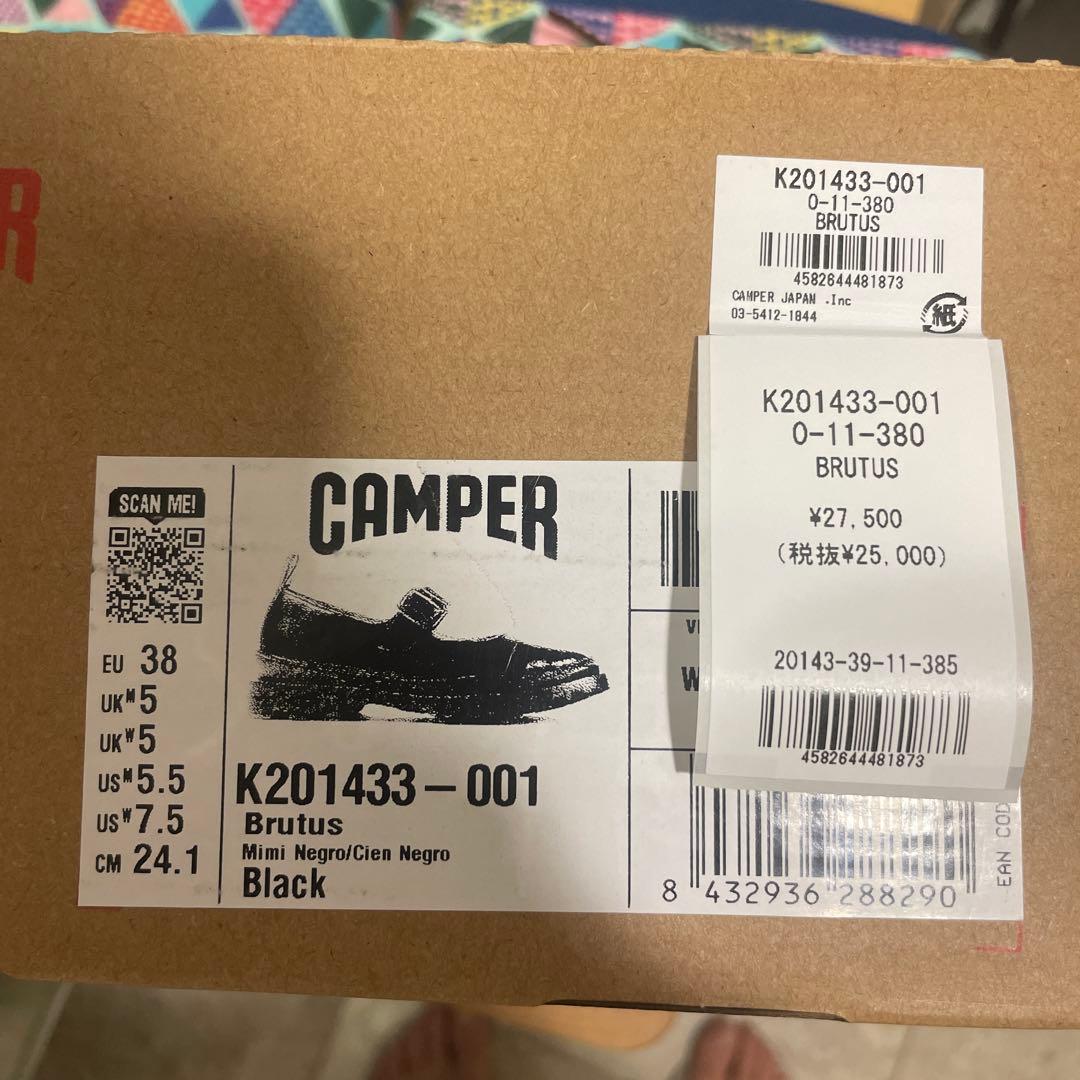 R
K201433-001
0-11-380
BRUTUS
4582644481873
CAMPER JAPAN .Inc
03-5412-1844
紙
K201433-001
0-11-380
BRUTUS
¥27,500
(税抜¥25,000)
20143-39-11-385
4582644481873
SCAN ME!
EU 38
UK M 5
UK W 5
US M 5.5
US W 7.5
CM 24.1
CAMPER
K201433-001
Brutus
Mimi Negro/Cien Negro
Black
W
8 432936 288290
EAN COD